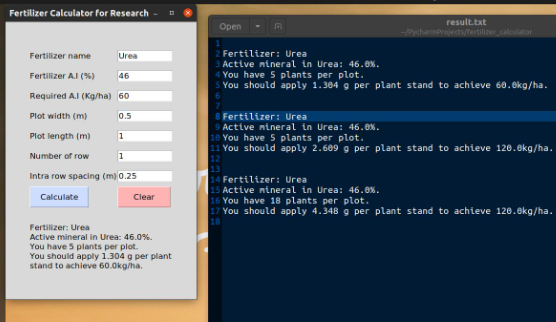 Fertilizer Calculator for Research
Fertilizer name Urea
Fertilizer A.I (%) 46
Required A.I (Kg/ha) 60
Plot width (m) 0.5
Plot length (m) 1
Number of row 1
Intra row spacing (m) 0.25
Calculate Clear
Fertilizer: Urea
Active mineral in Urea: 46.0%.
You have 5 plants per plot.
You should apply 1.304 g per plant
stand to achieve 60.0kg/ha.
Open result.txt
~/PycharmProjects/fertilizer_calculator
1
2 Fertilizer: Urea
3 Active mineral in Urea: 46.0%.
4 You have 5 plants per plot.
5 You should apply 1.304 g per plant stand to achieve 60.0kg/ha.
6
7
8 Fertilizer: Urea
9 Active mineral in Urea: 46.0%.
10 You have 5 plants per plot.
11 You should apply 2.609 g per plant stand to achieve 120.0kg/ha.
12
13
14 Fertilizer: Urea
15 Active mineral in Urea: 46.0%.
16 You have 18 plants per plot.
17 You should apply 4.348 g per plant stand to achieve 120.0kg/ha.
18